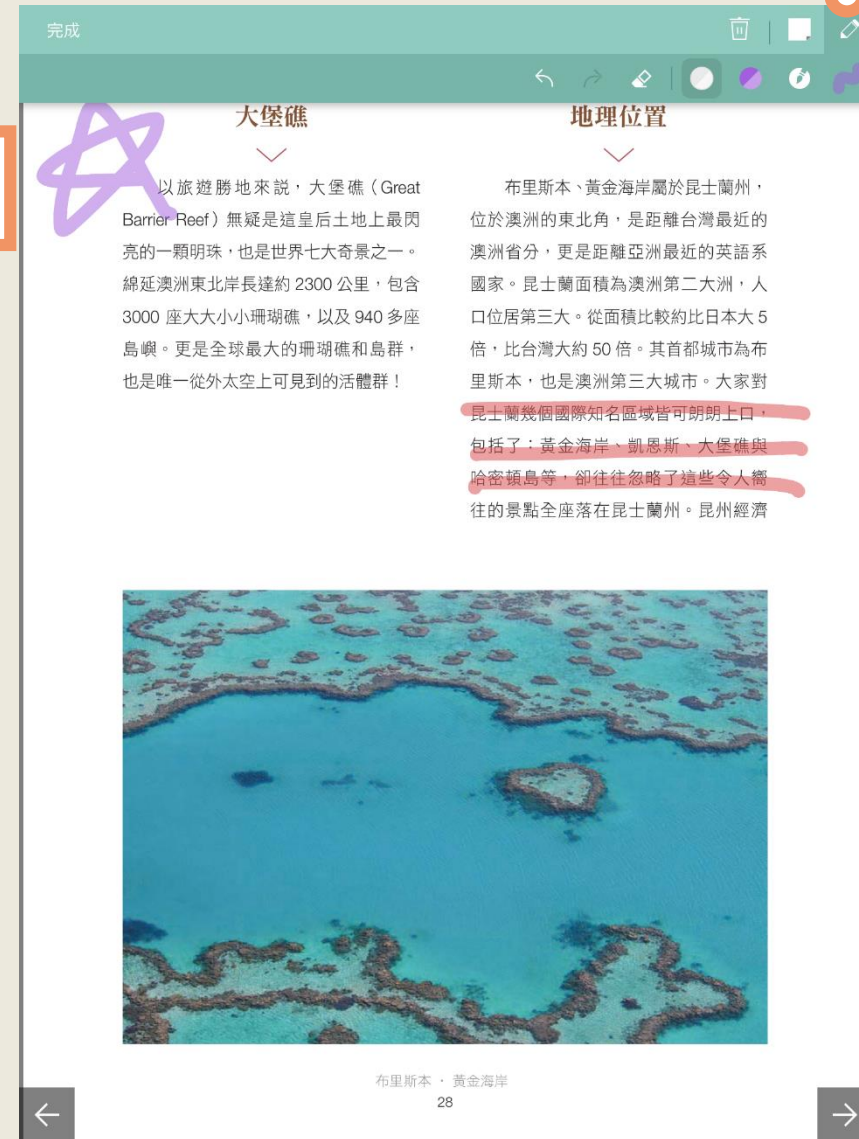 完成
大堡礁
以旅遊勝地來説，大堡礁（Great
Barrier Reef）無疑是這皇后土地上最閃
亮的一顆明珠，也是世界七大奇景之一。
綿延澳洲東北岸長達約 2300 公里，包含
3000 座大大小小珊瑚礁，以及 940 多座
島嶼。更是全球最大的珊瑚礁和島群，
也是唯一從外太空上可見到的活體群！
地理位置
布里斯本、黃金海岸屬於昆士蘭州，
位於澳洲的東北角，是距離台灣最近的
澳洲省分，更是距離亞洲最近的英語系
國家。昆士蘭面積為澳洲第二大洲，人
口位居第三大。從面積比較約比日本大 5
倍，比台灣大約 50 倍。其首都城市為布
里斯本，也是澳洲第三大城市。大家對
昆士蘭幾個國際知名區域皆可朗朗上口，
包括了：黃金海岸、凱恩斯、大堡礁與
哈密頓島等，卻往往忽略了這些令人嚮
往的景點全座落在昆士蘭州。昆州經濟
布里斯本 · 黃金海岸
28